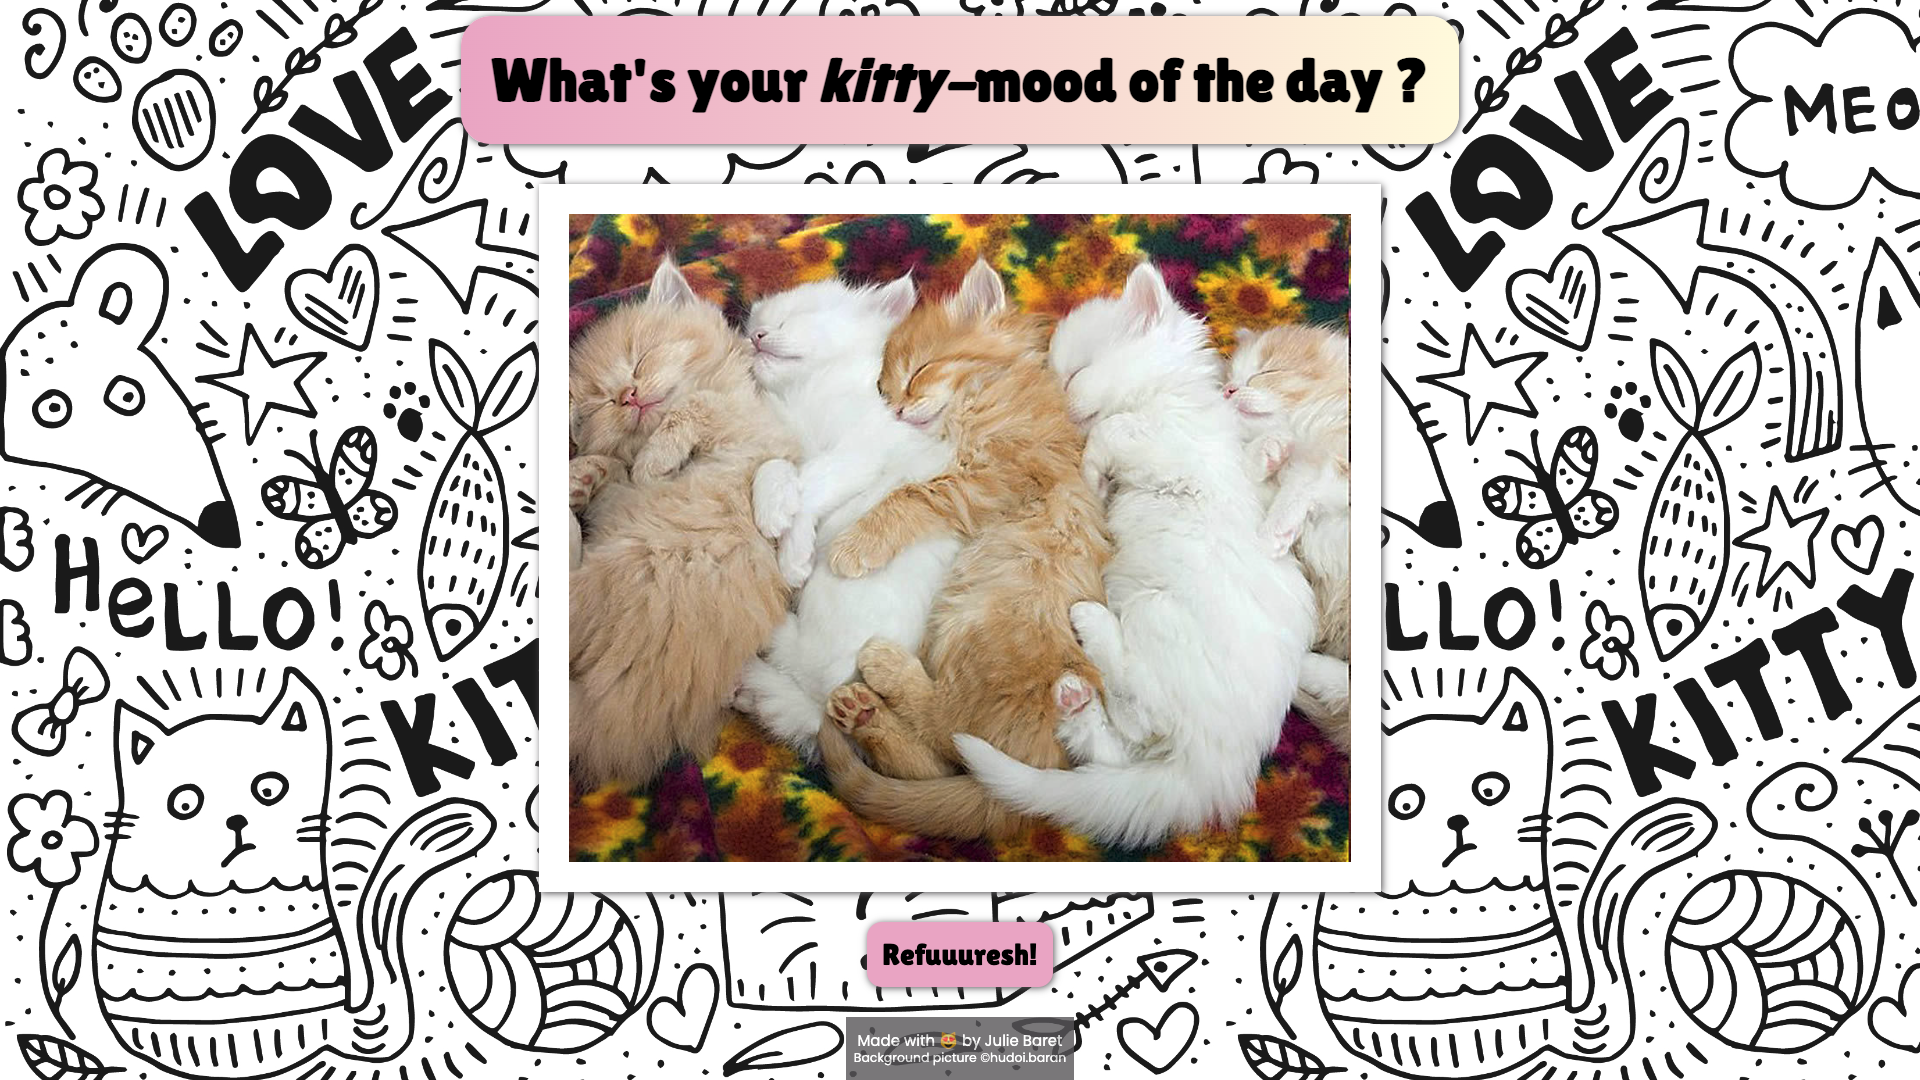 What's your kitty-mood of the day ?
LOVE
LOVE
MEO
HeLLO!
LLO!
KIT
KITTY
Refuuuresh!
Made with 😍 by Julie Baret
Background picture ©hudoi.baran